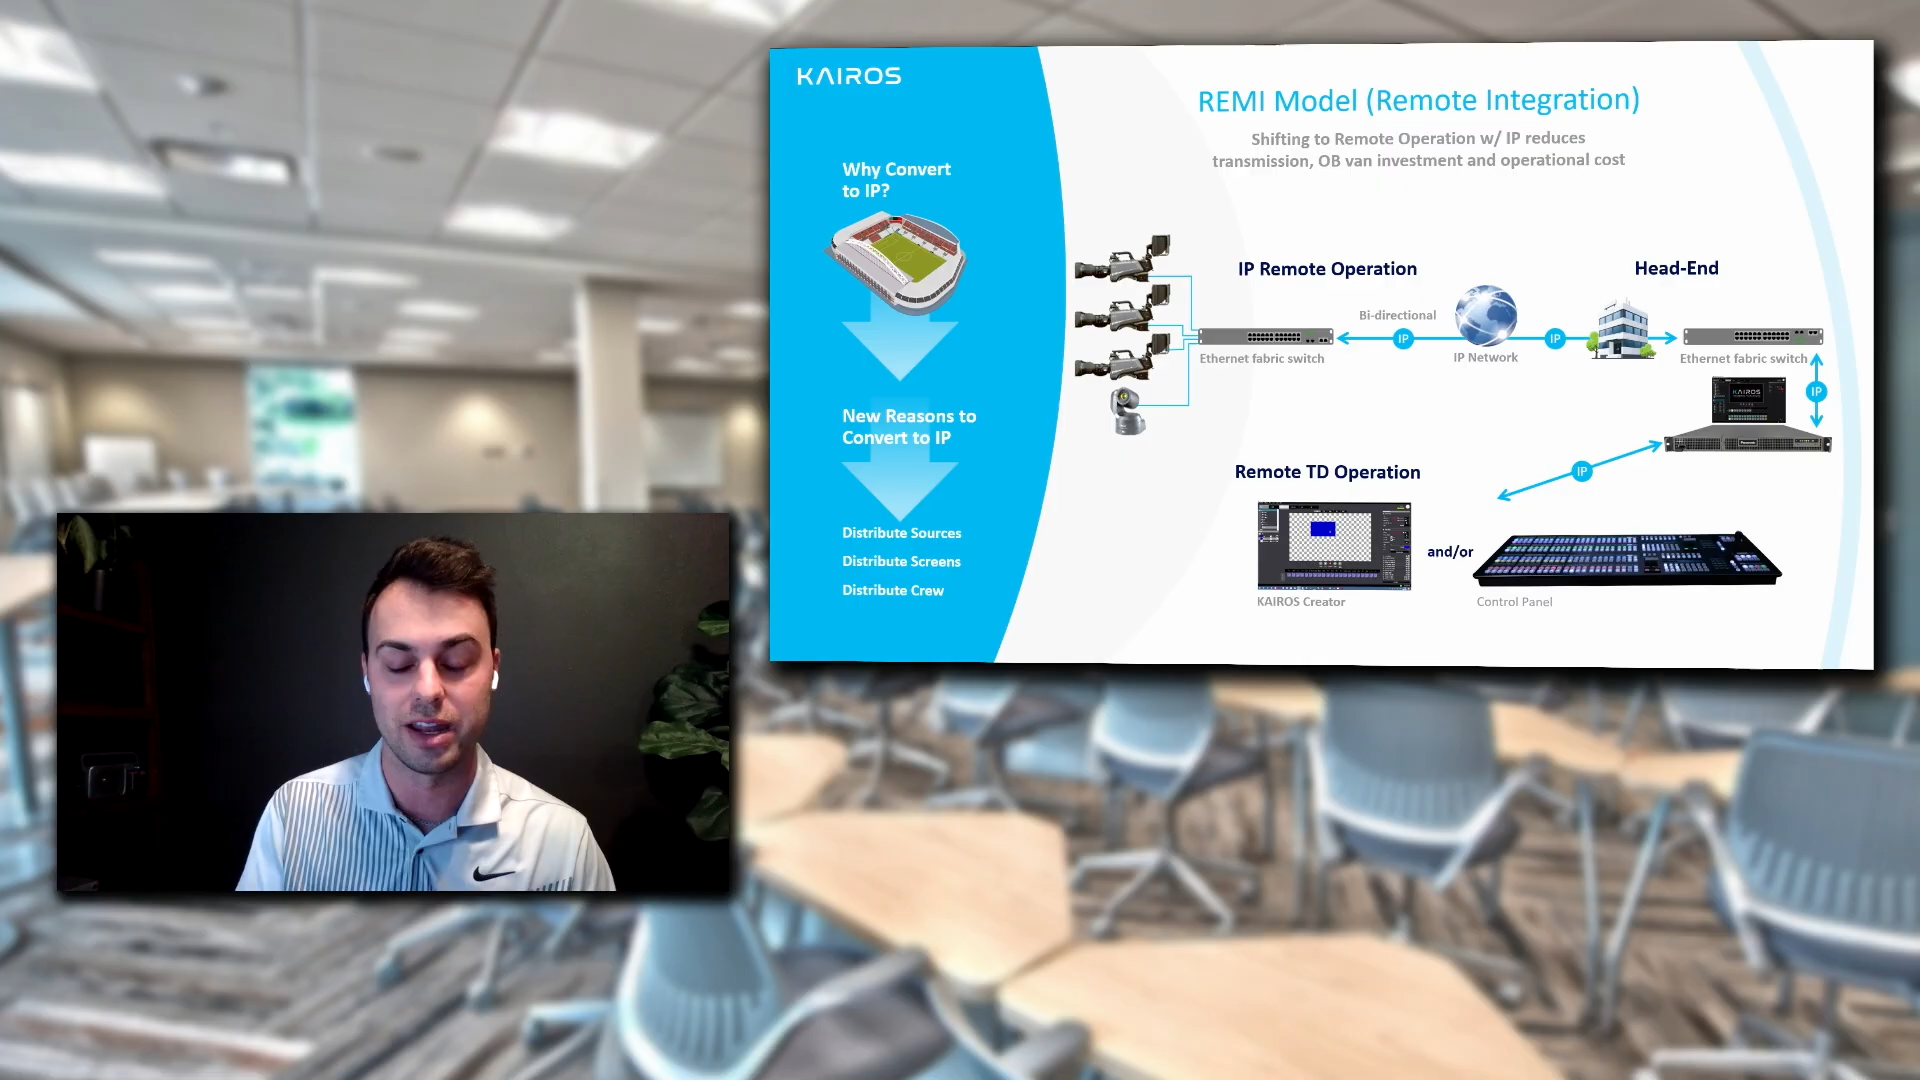 KAIROS
Why Convert
to IP?
New Reasons to
Convert to IP
Distribute Sources
Distribute Screens
Distribute Crew
REMI Model (Remote Integration)
Shifting to Remote Operation w/ IP reduces
transmission, OB van investment and operational cost
IP Remote Operation
Head-End
Bi-directional
IP
IP
Ethernet fabric switch
IP Network
Ethernet fabric switch
KAIROS
IP
Remote TD Operation
IP
and/or
KAIROS Creator
Control Panel